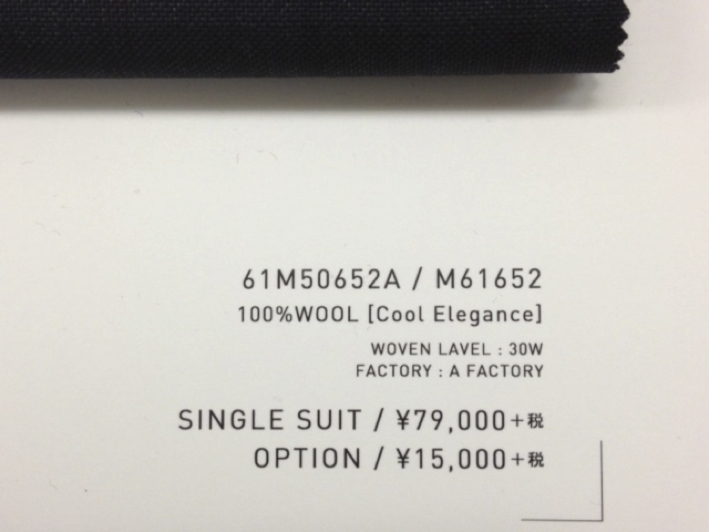 61M50652A / M61652
100%WOOL [Cool Elegance]
WOVEN LAVEL : 30W
FACTORY : A FACTORY
SINGLE SUIT / ¥79,000+税
OPTION / ¥15,000+税